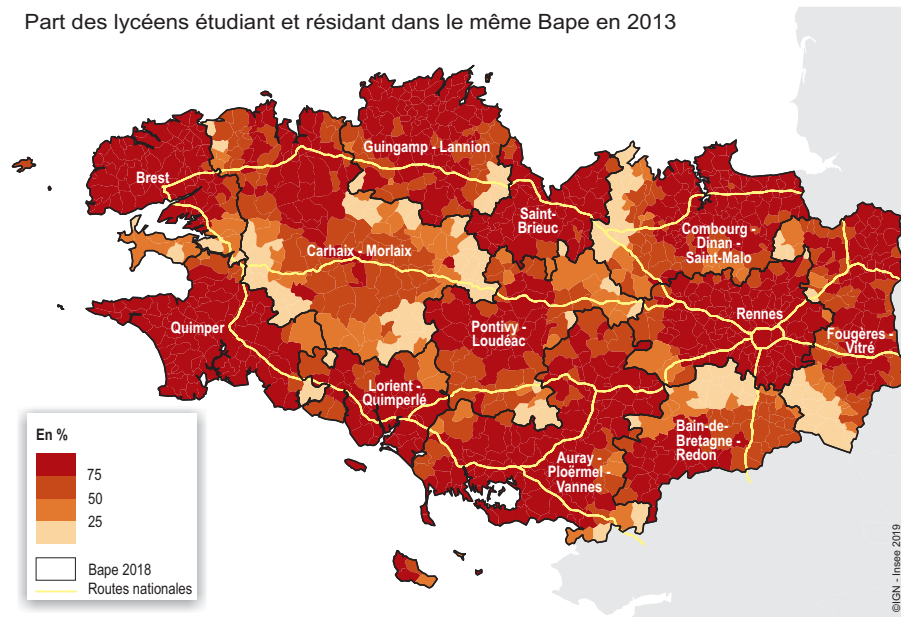 Part des lycéens étudiant et résidant dans le même Bape en 2013
Guingamp - Lannion
Brest
Saint-
Brieuc
Combourg -
Dinan -
Saint-Malo
Carhaix - Morlaix
Rennes
Quimper
Pontivy -
Loudéac
Fougères -
Vitré
Lorient -
Quimperlé
Bain-de-
Bretagne -
Redon
Auray -
Ploërmel -
Vannes
En %
75
50
25
Bape 2018
Routes nationales
©IGN - Insee 2019